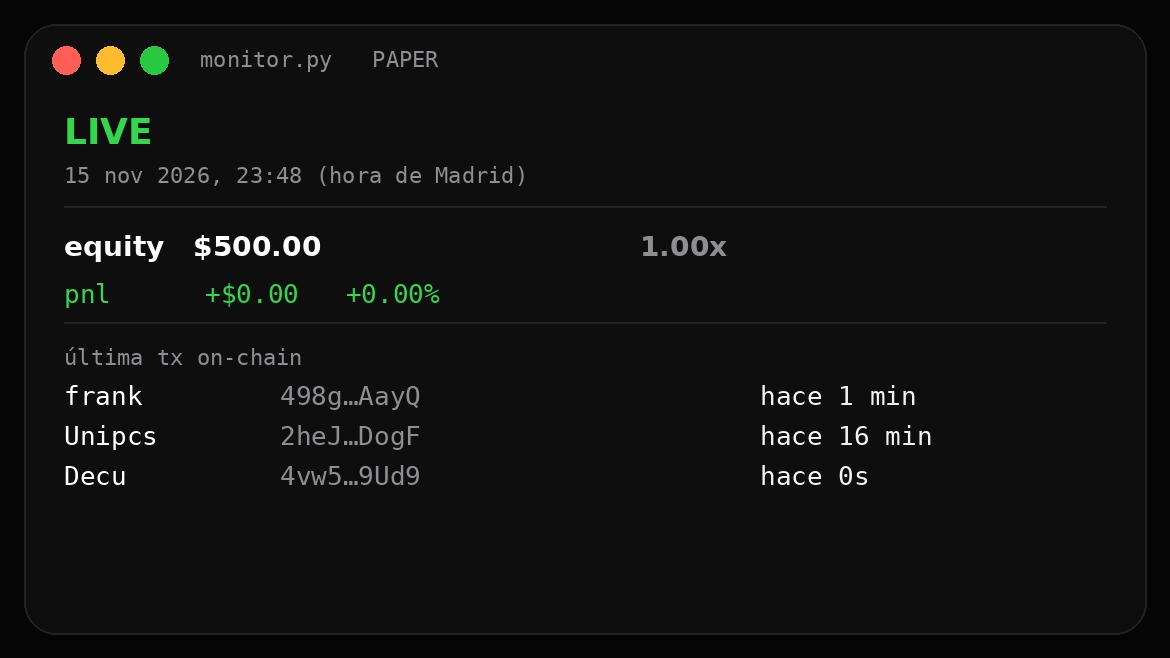 monitor.py PAPER
LIVE
15 nov 2026, 23:48 (hora de Madrid)
equity $500.00 1.00x
pnl +$0.00 +0.00%
última tx on-chain
frank 498g…AayQ hace 1 min
Unipcs 2heJ…DogF hace 16 min
Decu 4vw5…9Ud9 hace 0s